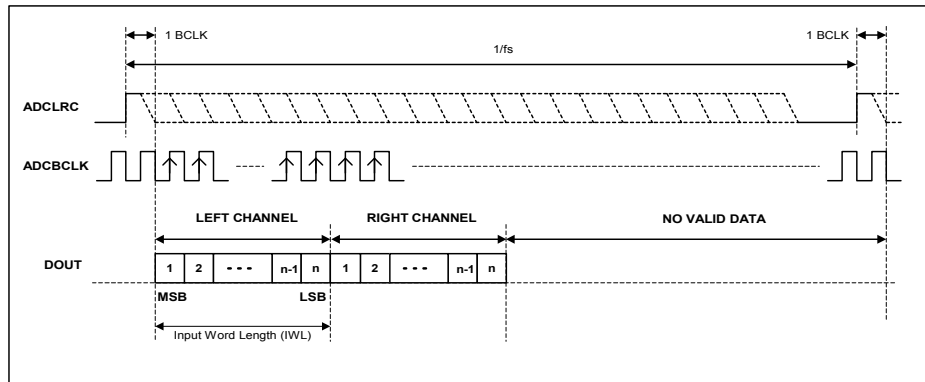 1 BCLK
1 BCLK
1/fs
ADCLRC
ADCBCLK
LEFT CHANNEL
RIGHT CHANNEL
NO VALID DATA
DOUT
1 2 --- n-1 n 1 2 --- n-1 n
MSB
LSB
Input Word Length (IWL)